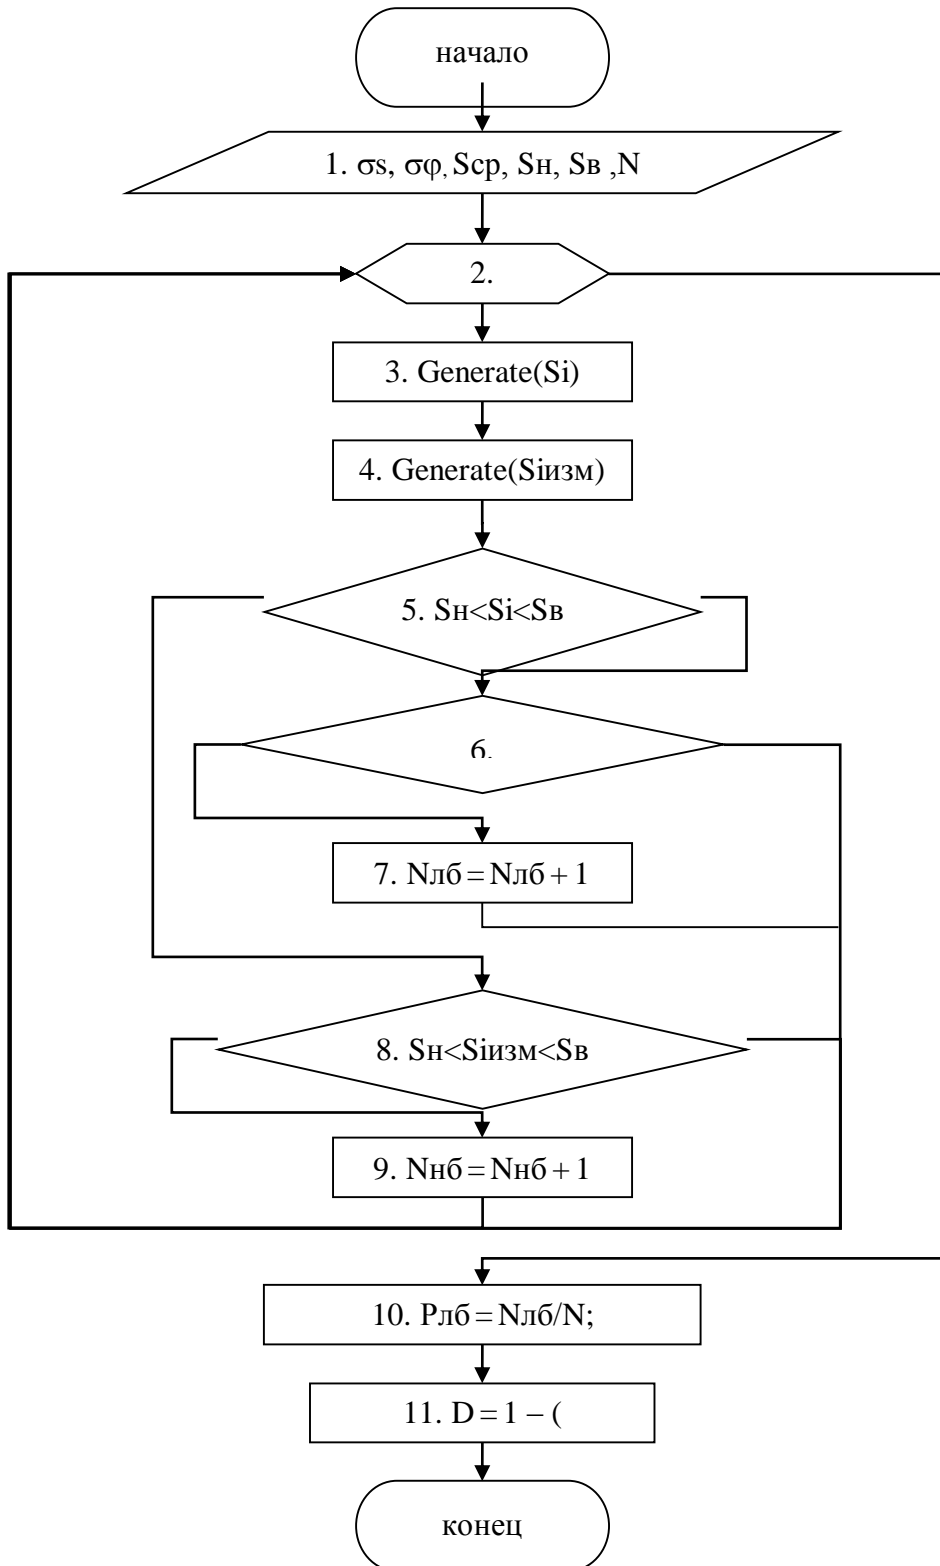 начало
1. σs, σφ, Sср, Sн, Sв ,N
2.
3. Generate(Si)
4. Generate(Siизм)
5. Sн<Si<Sв
6.
7. Nлб = Nлб + 1
8. Sн<Siизм<Sв
9. Nнб = Nнб + 1
10. Pлб = Nлб/N;
11. D = 1 – (
конец